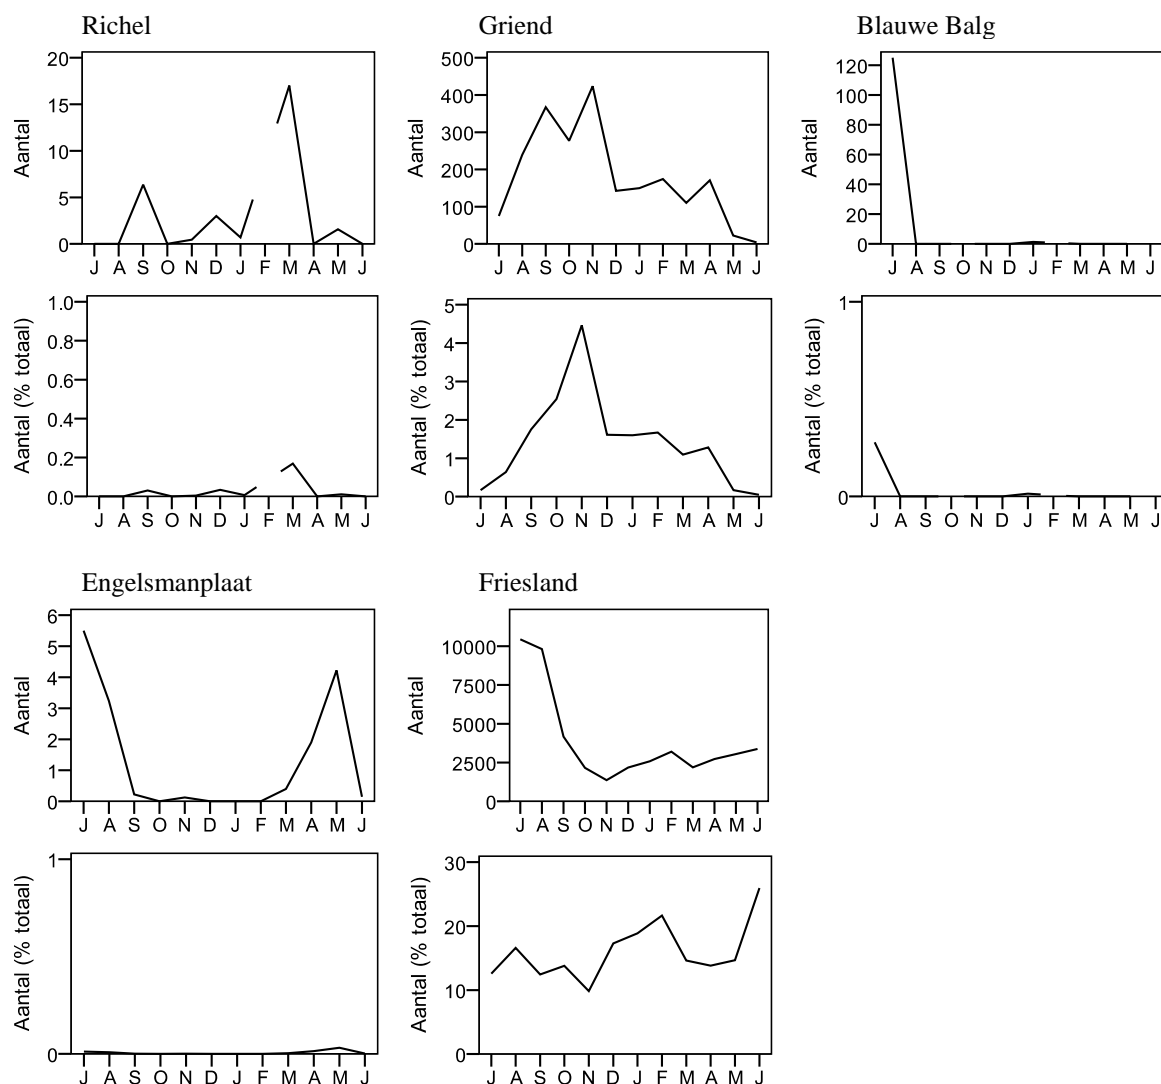 Richel
Griend
Blauwe Balg
Aantal
20
15
10
5
0
J A S O N D J F M A M J
Aantal
500
400
300
200
100
0
J A S O N D J F M A M J
Aantal
120
100
80
60
40
20
0
J A S O N D J F M A M J
Aantal (% totaal)
1.0
0.8
0.6
0.4
0.2
0.0
J A S O N D J F M A M J
Aantal (% totaal)
5
4
3
2
1
0
J A S O N D J F M A M J
Aantal (% totaal)
1
0
J A S O N D J F M A M J
Engelsmanplaat
Friesland
Aantal
6
5
4
3
2
1
0
J A S O N D J F M A M J
Aantal
10000
7500
5000
2500
0
J A S O N D J F M A M J
Aantal (% totaal)
1
0
J A S O N D J F M A M J
Aantal (% totaal)
30
20
10
0
J A S O N D J F M A M J